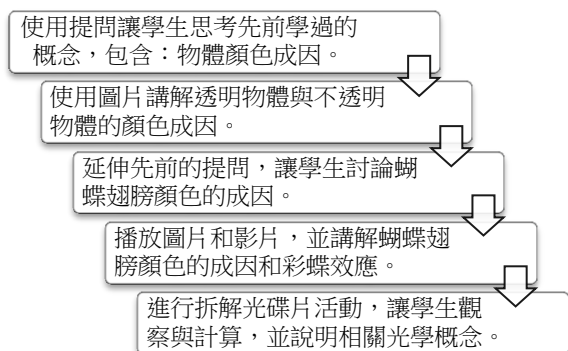 使用提問讓學生思考先前學過的
概念，包含：物體顏色成因。
使用圖片講解透明物體與不透明
物體的顏色成因。
延伸先前的提問，讓學生討論蝴
蝶翅膀顏色的成因。
播放圖片和影片，並講解蝴蝶翅
膀顏色的成因和彩蝶效應。
進行拆解光碟片活動，讓學生觀
察與計算，並說明相關光學概念。